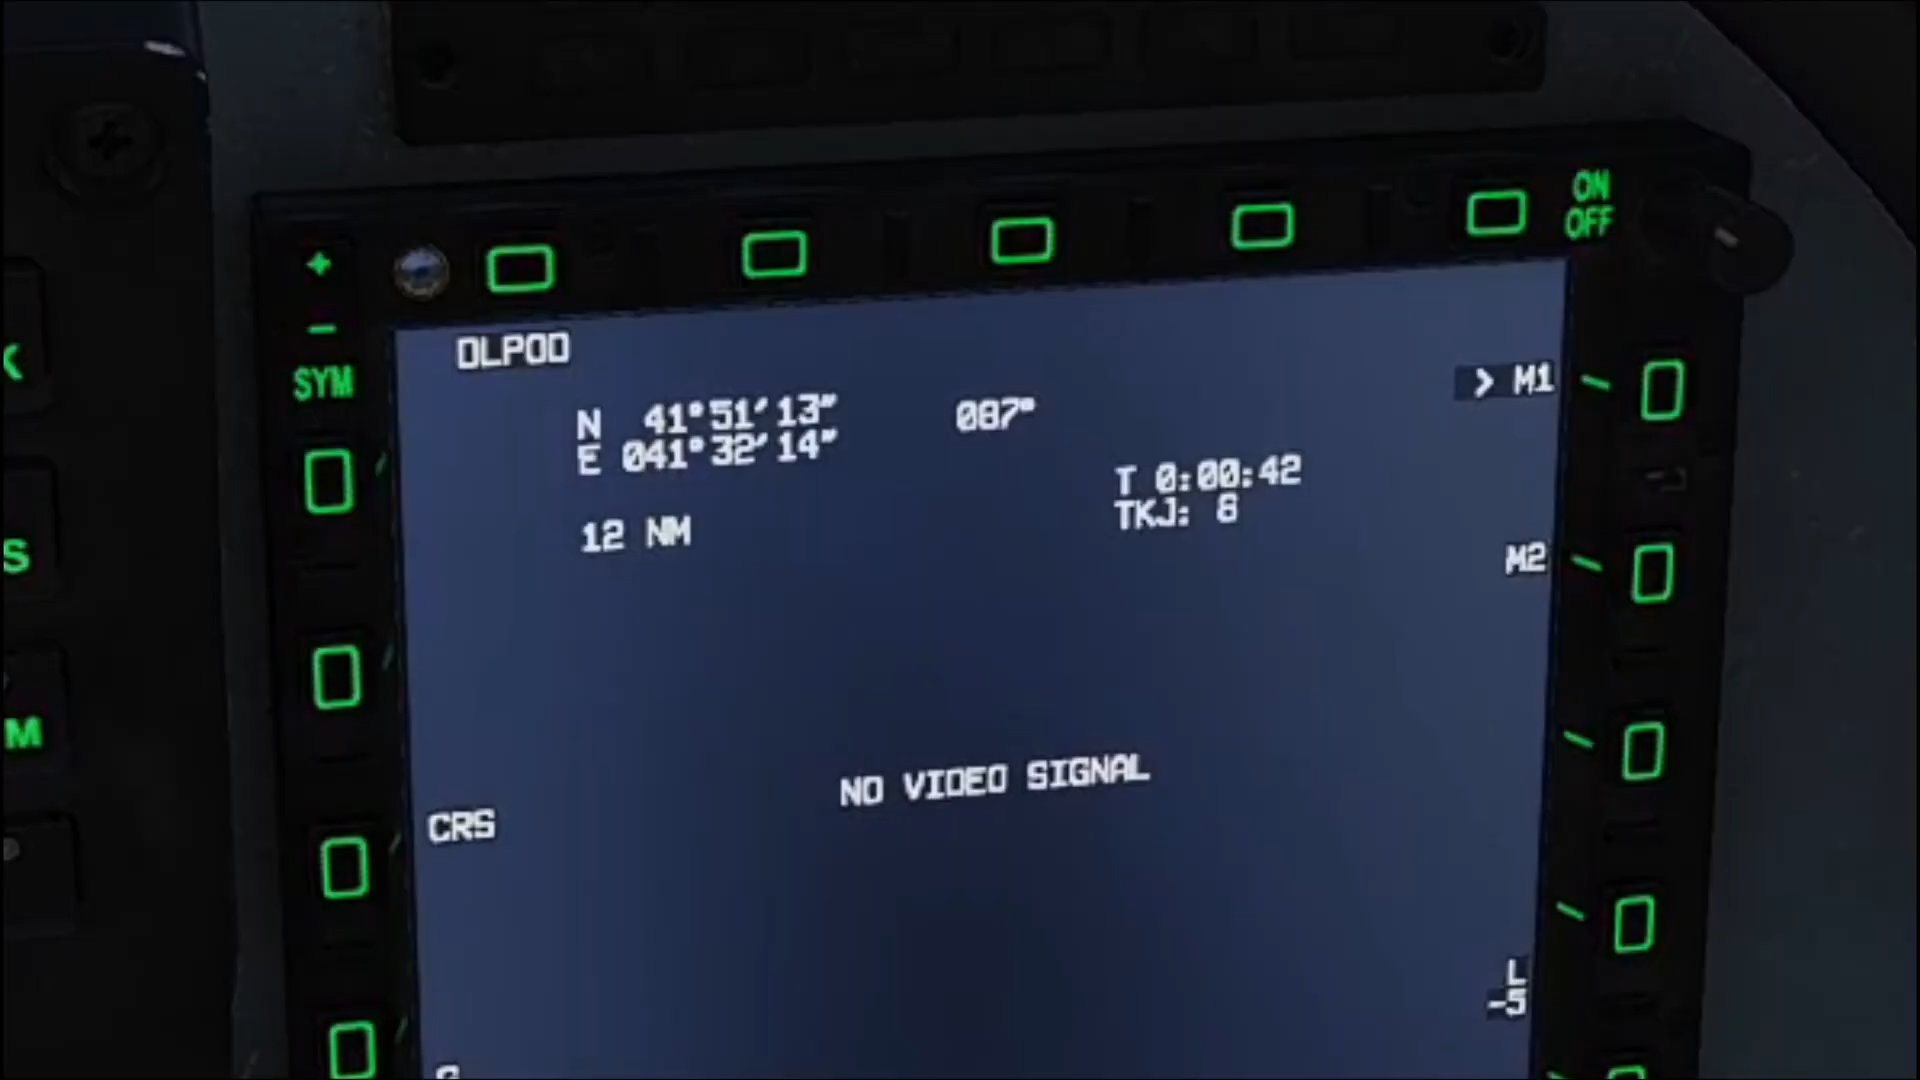 ON
OFF
+
−
SYM
DLPOD
> M1
N 41°51'13" 087°
E 041°32'14"
T 0:00:42
TKJ: 8
12 NM
M2
NO VIDEO SIGNAL
CRS
L
-5
K
S
M